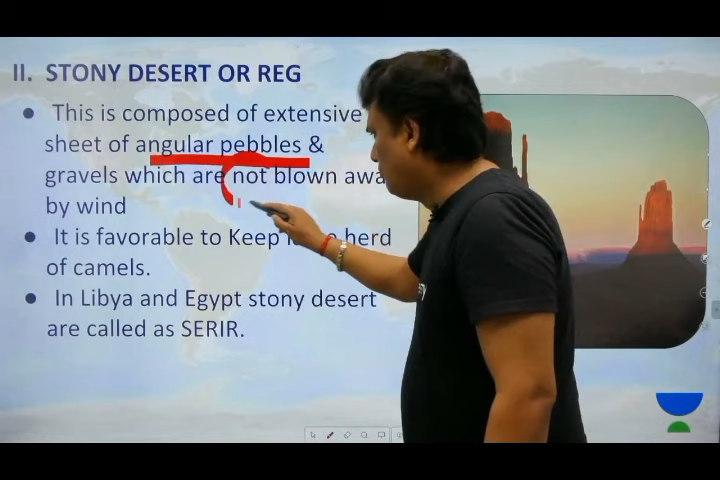 II. STONY DESERT OR REG
● This is composed of extensive
sheet of angular pebbles &
gravels which are not blown awa
by wind
● It is favorable to Keep herd
of camels.
● In Libya and Egypt stony desert
are called as SERIR.